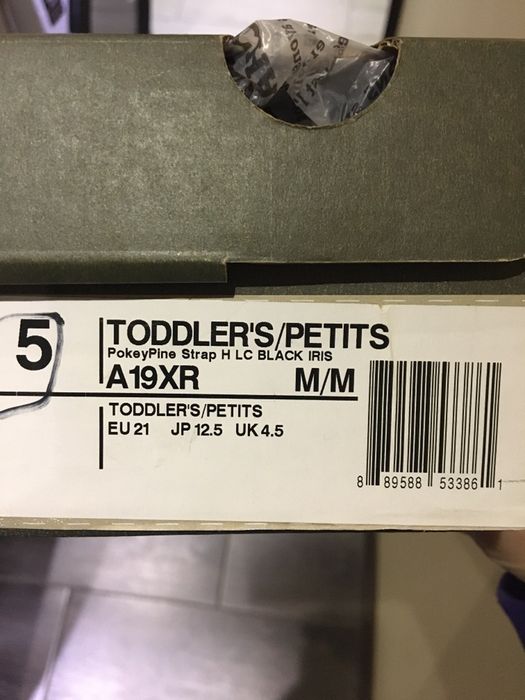 5
TODDLER'S/PETITS
PokeyPine Strap H LC BLACK IRIS
A19XR M/M
TODDLER'S/PETITS
EU 21 JP 12.5 UK 4.5
8 89588 53386 1